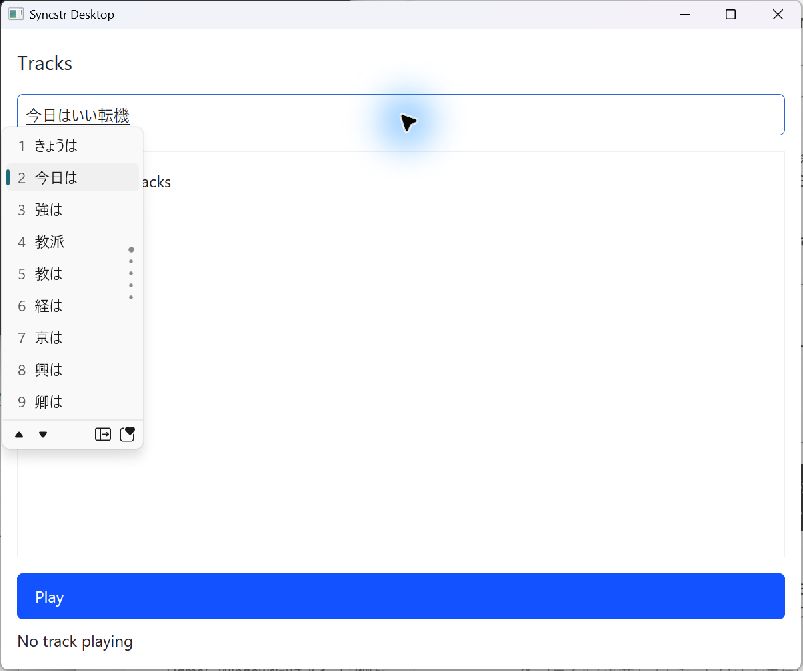 Syncstr Desktop
Tracks
今日はいい転機
1 きょうは
2 今日は
acks
3 強は
4 教派
5 教は
6 経は
7 京は
8 興は
9 卿は
Play
No track playing